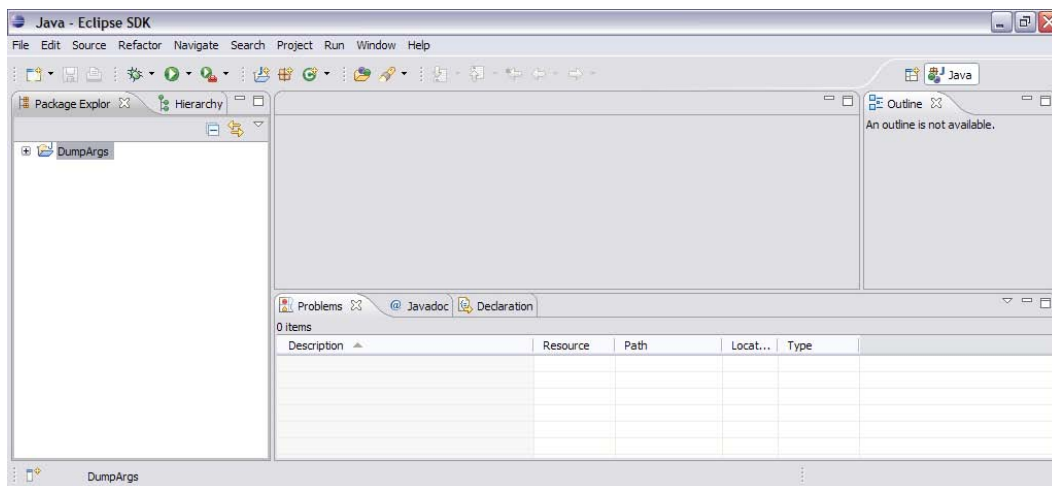 Java - Eclipse SDK
File Edit Source Refactor Navigate Search Project Run Window Help
Java
Package Explor Hierarchy
Outline
An outline is not available.
DumpArgs
Problems @ Javadoc Declaration
0 items
Description Resource Path Locat... Type
DumpArgs